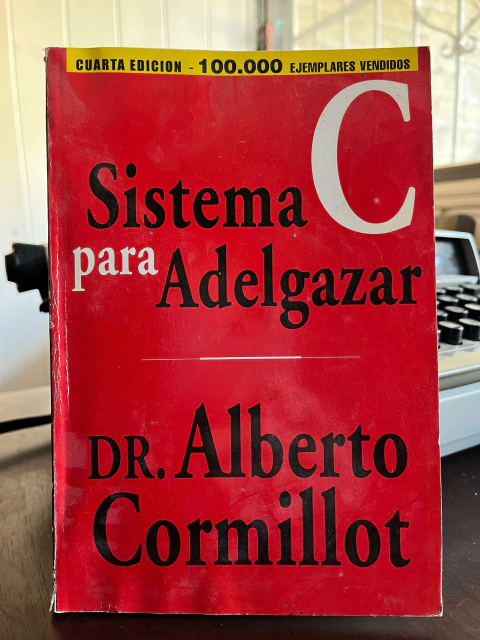 CUARTA EDICION - 100.000 EJEMPLARES VENDIDOS
Sistema C
para Adelgazar
DR. Alberto
Cormillot